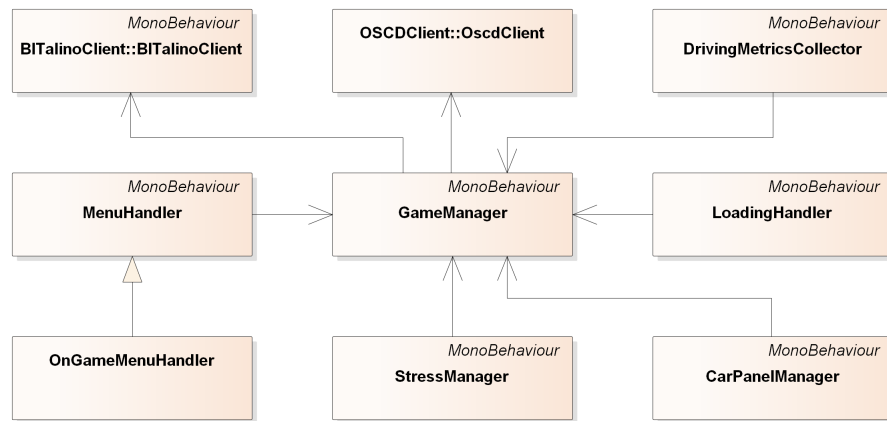 MonoBehaviour
BITalinoClient::BITalinoClient
OSCDClient::OscdClient
MonoBehaviour
DrivingMetricsCollector
MonoBehaviour
MenuHandler
MonoBehaviour
GameManager
MonoBehaviour
LoadingHandler
OnGameMenuHandler
MonoBehaviour
StressManager
MonoBehaviour
CarPanelManager